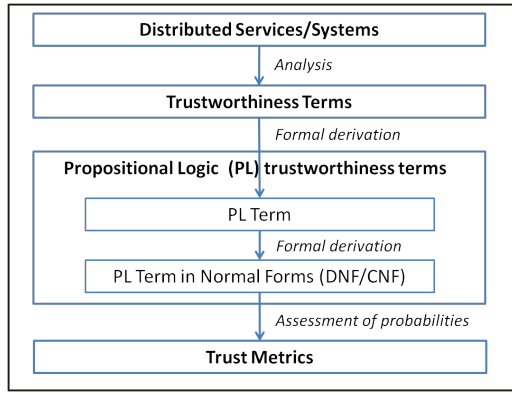 Distributed Services/Systems
Analysis
Trustworthiness Terms
Formal derivation
Propositional Logic (PL) trustworthiness terms
PL Term
Formal derivation
PL Term in Normal Forms (DNF/CNF)
Assessment of probabilities
Trust Metrics